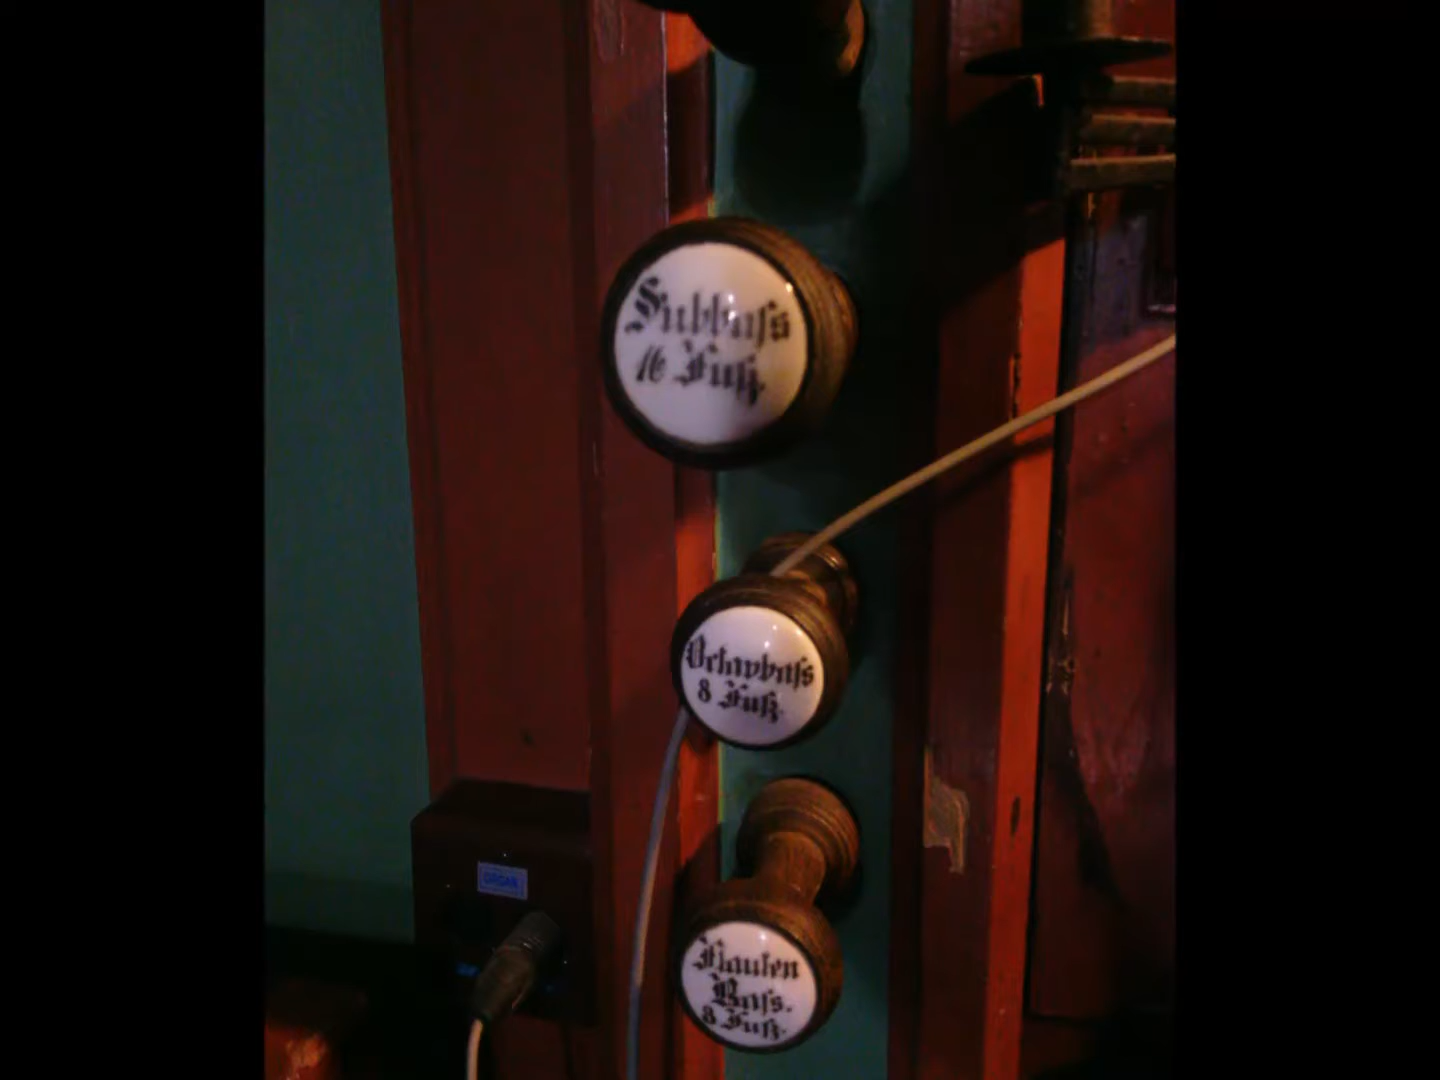 Subbaſs
16 Fuß.
Octavbaſs
8 Fuß.
ORGAN
Flauten
Baſs.
8 Fuß.